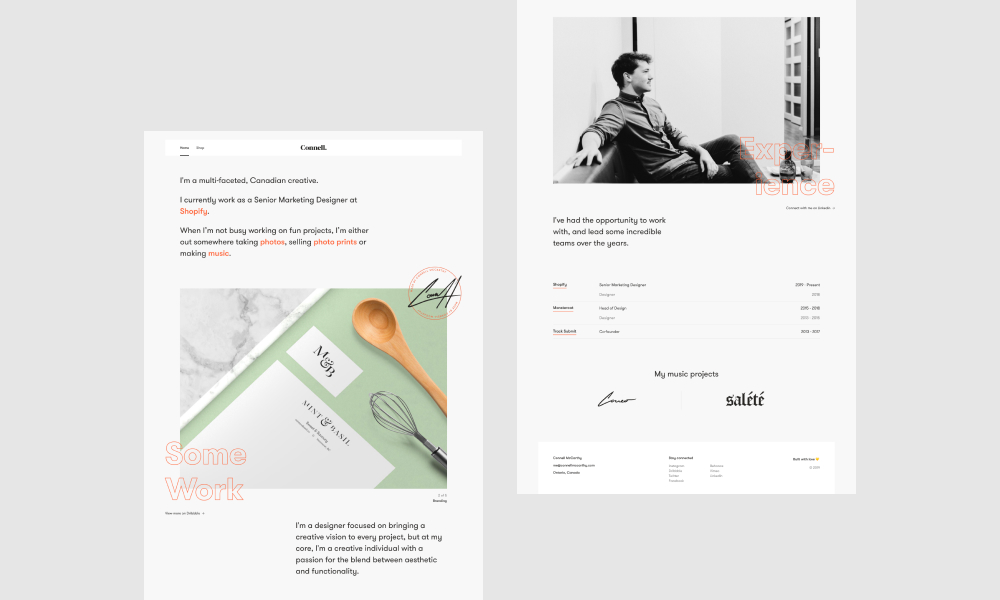 Home Shop
Connell.
I'm a multi-faceted, Canadian creative.
I currently work as a Senior Marketing Designer at
Shopify.
When I'm not busy working on fun projects, I'm either
out somewhere taking photos, selling photo prints or
making music.
M
&
B
MINT & BASIL
Some
Work
View more on Dribbble →
1 of 6
Branding
I'm a designer focused on bringing a
creative vision to every project, but at my
core, I'm a creative individual with a
passion for the blend between aesthetic
and functionality.
Exper-
ience
Connect with me on LinkedIn →
I've had the opportunity to work
with, and lead some incredible
teams over the years.
Shopify Senior Marketing Designer 2019 - Present
Designer 2018
Monstercat Head of Design 2015 - 2018
Designer 2013 - 2015
Track Submit Co-founder 2013 - 2017
My music projects
salété
Connell McCarthy Stay connected Built with love
me@connellmccarthy.com Instagram Behance © 2019
Ontario, Canada Dribbble Vimeo
Twitter LinkedIn
Facebook